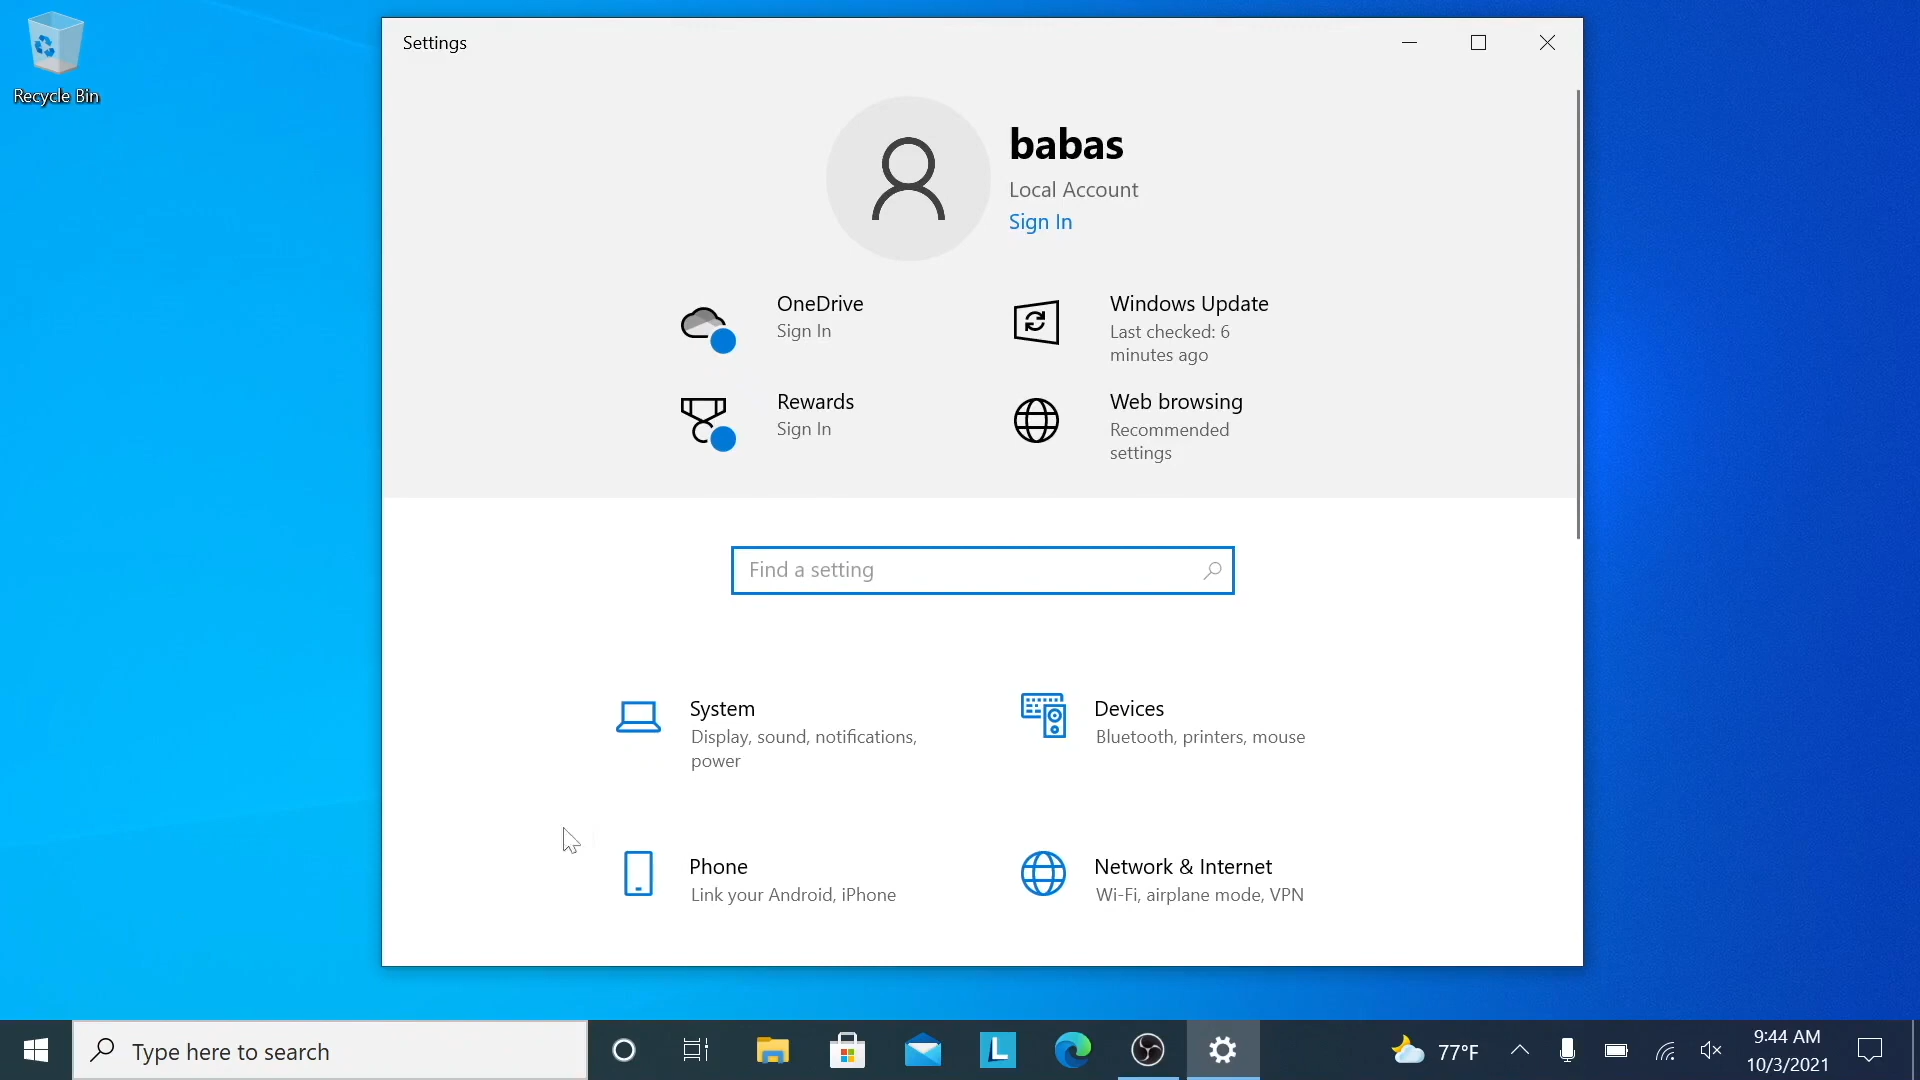 Recycle Bin
Settings
babas
Local Account
Sign In
OneDrive
Sign In
Windows Update
Last checked: 6
minutes ago
Rewards
Sign In
Web browsing
Recommended
settings
Find a setting
System
Display, sound, notifications,
power
Devices
Bluetooth, printers, mouse
Phone
Link your Android, iPhone
Network & Internet
Wi-Fi, airplane mode, VPN
Type here to search
L
77°F
9:44 AM
10/3/2021